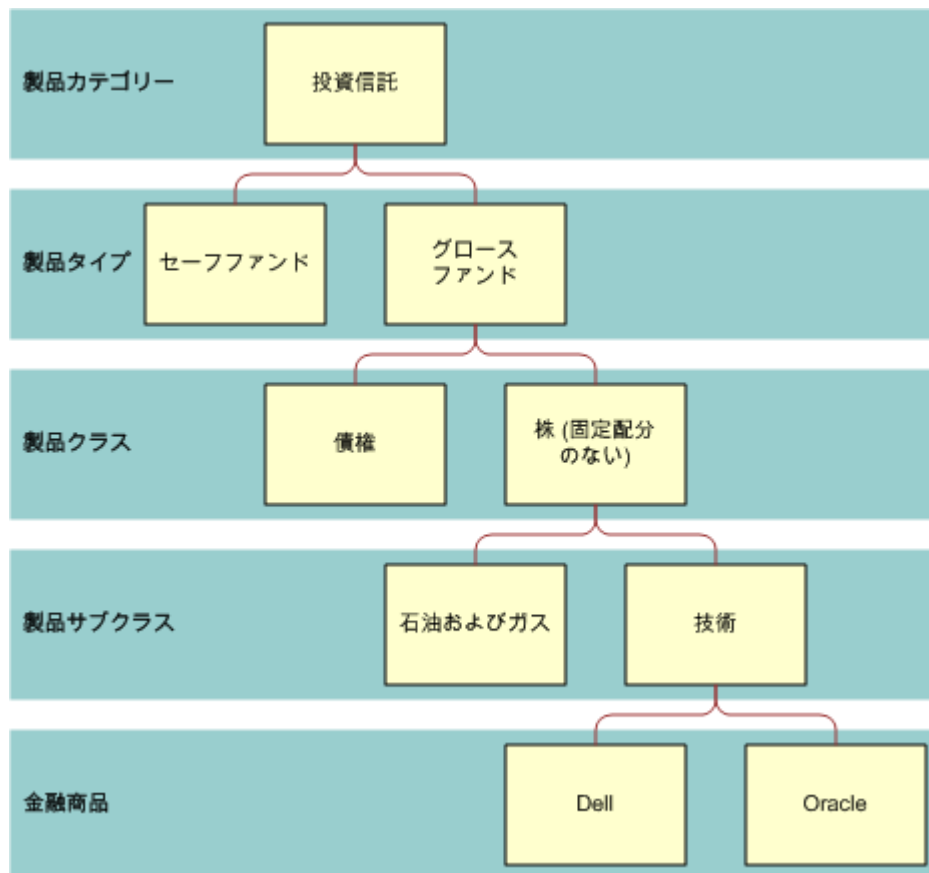 製品カテゴリー
投資信託
製品タイプ
セーフファンド
グロース
ファンド
製品クラス
債権
株 (固定配分
のない)
製品サブクラス
石油およびガス
技術
金融商品
Dell
Oracle